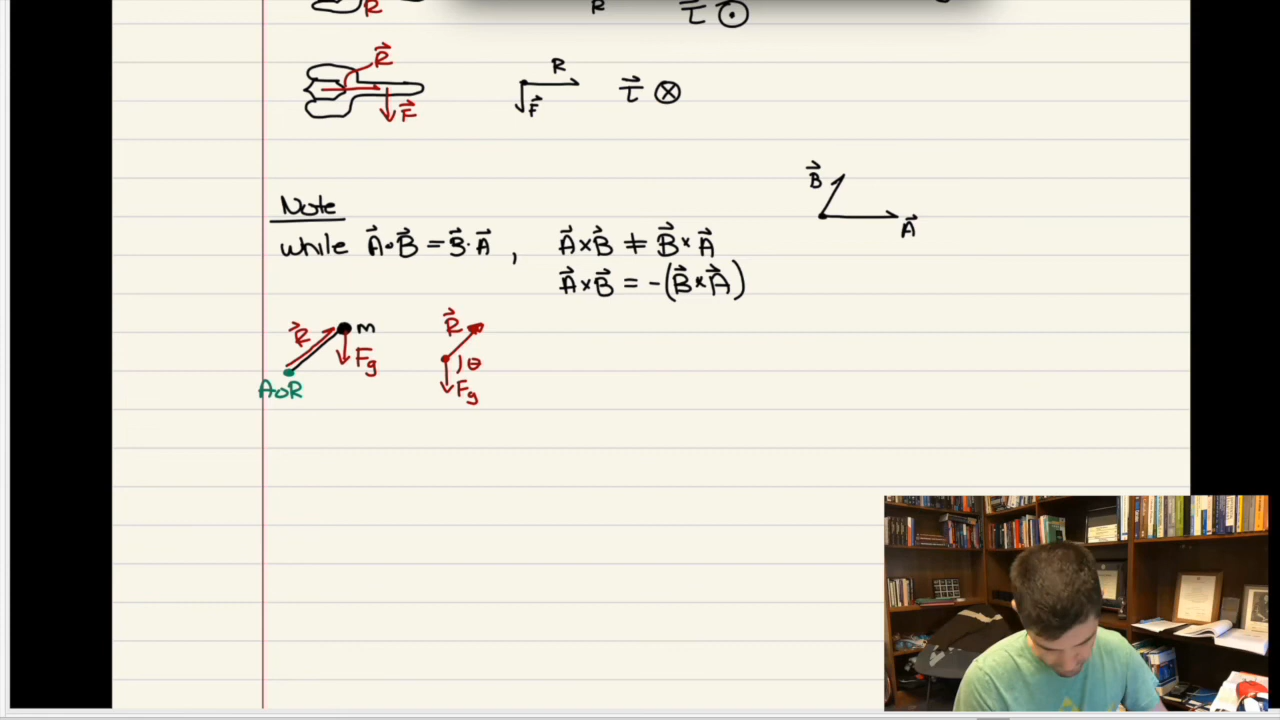 R
R
τ⃗ ⊙
R⃗
F⃗
R
F⃗
τ⃗ ⊗
B⃗
A⃗
Note
while A⃗·B⃗ = B⃗·A⃗ , A⃗×B⃗ ≠ B⃗×A⃗
A⃗×B⃗ = -(B⃗×A⃗)
R⃗
m
Fg
AoR
R⃗
θ
Fg